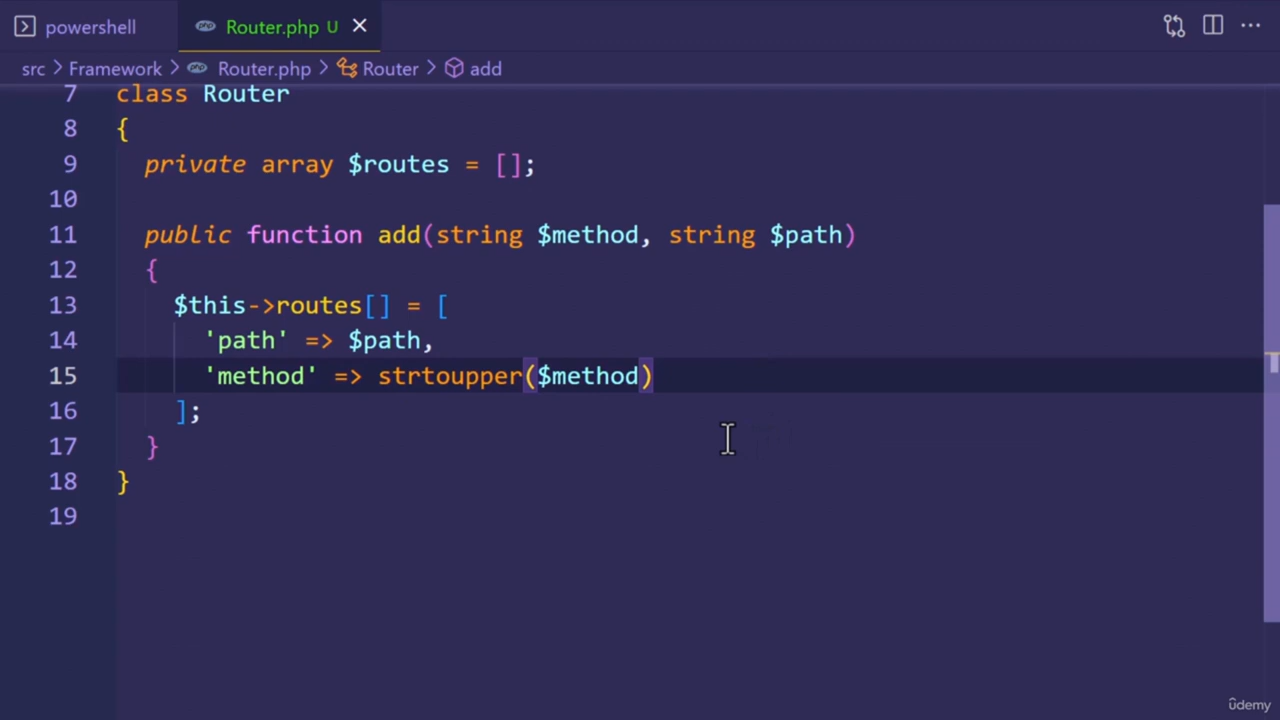 powershell
Router.php U
src > Framework > Router.php > Router > add
7 class Router
8 {
9 private array $routes = [];
10
11 public function add(string $method, string $path)
12 {
13 $this->routes[] = [
14 'path' => $path,
15 'method' => strtoupper($method)
16 ];
17 }
18 }
19
ûdemy